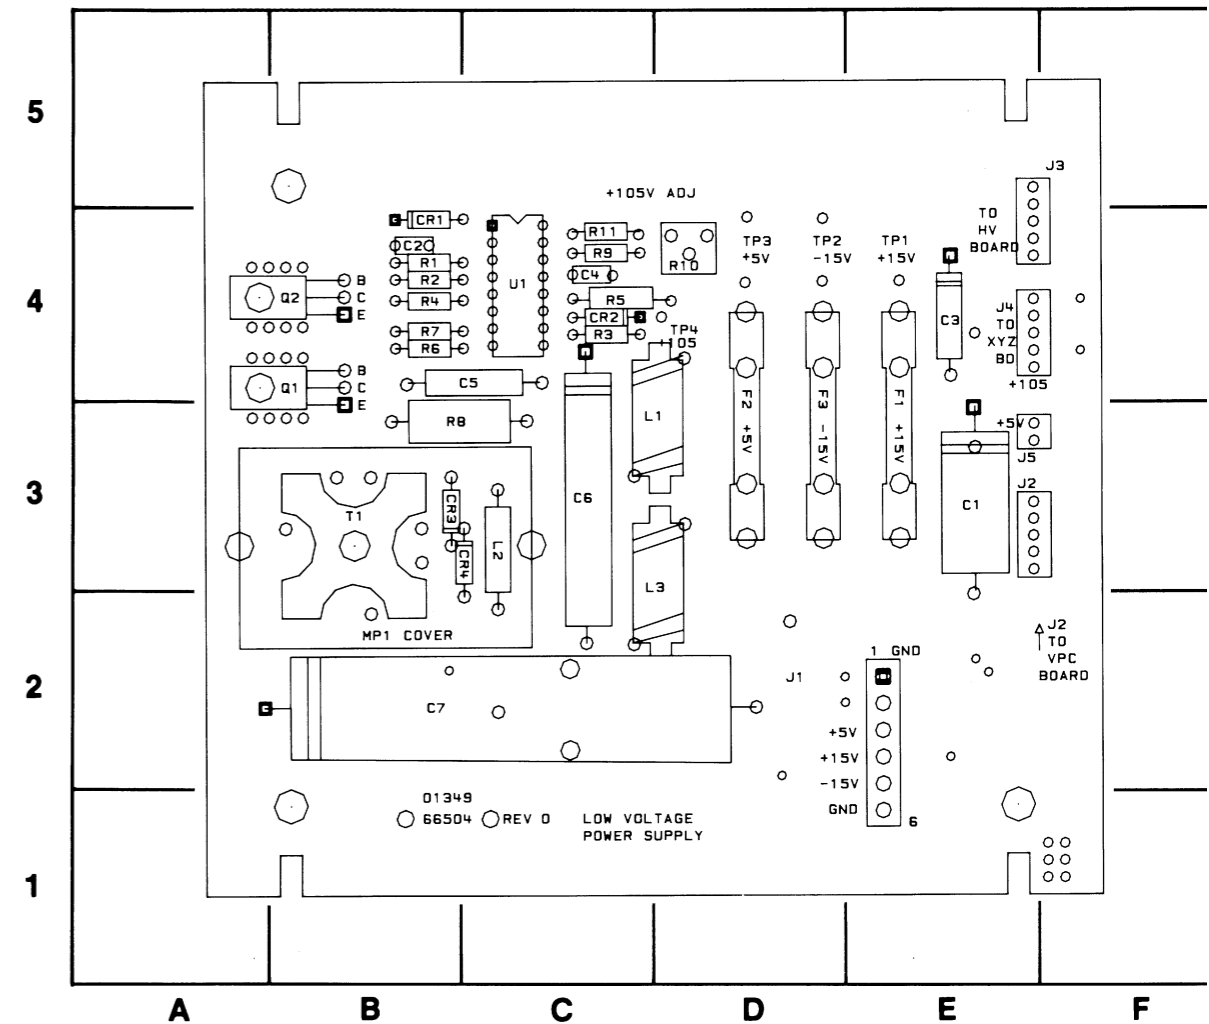 5
J3
+105V ADJ
CR1
R11
TO
HV
BOARD
C2
R9
R10
TP3
+5V
TP2
-15V
TP1
+15V
R1
C4
U1
R2
B
Q2
C
R4
R5
4
E
CR2
C3
J4
TO
XYZ
BD
R7
R3
TP4
+105
R6
B
Q1
C
C5
+105
E
F2 +5V
F3 -15V
F1 +15V
R8
L1
+5V
J5
J2
3
C6
CR3
C1
T1
L2
CR4
L3
MP1 COVER
J2
TO
VPC
BOARD
1 GND
2
J1
C7
+5V
+15V
-15V
01349
GND
66504
REV 0
LOW VOLTAGE
POWER SUPPLY
6
1
A
B
C
D
E
F